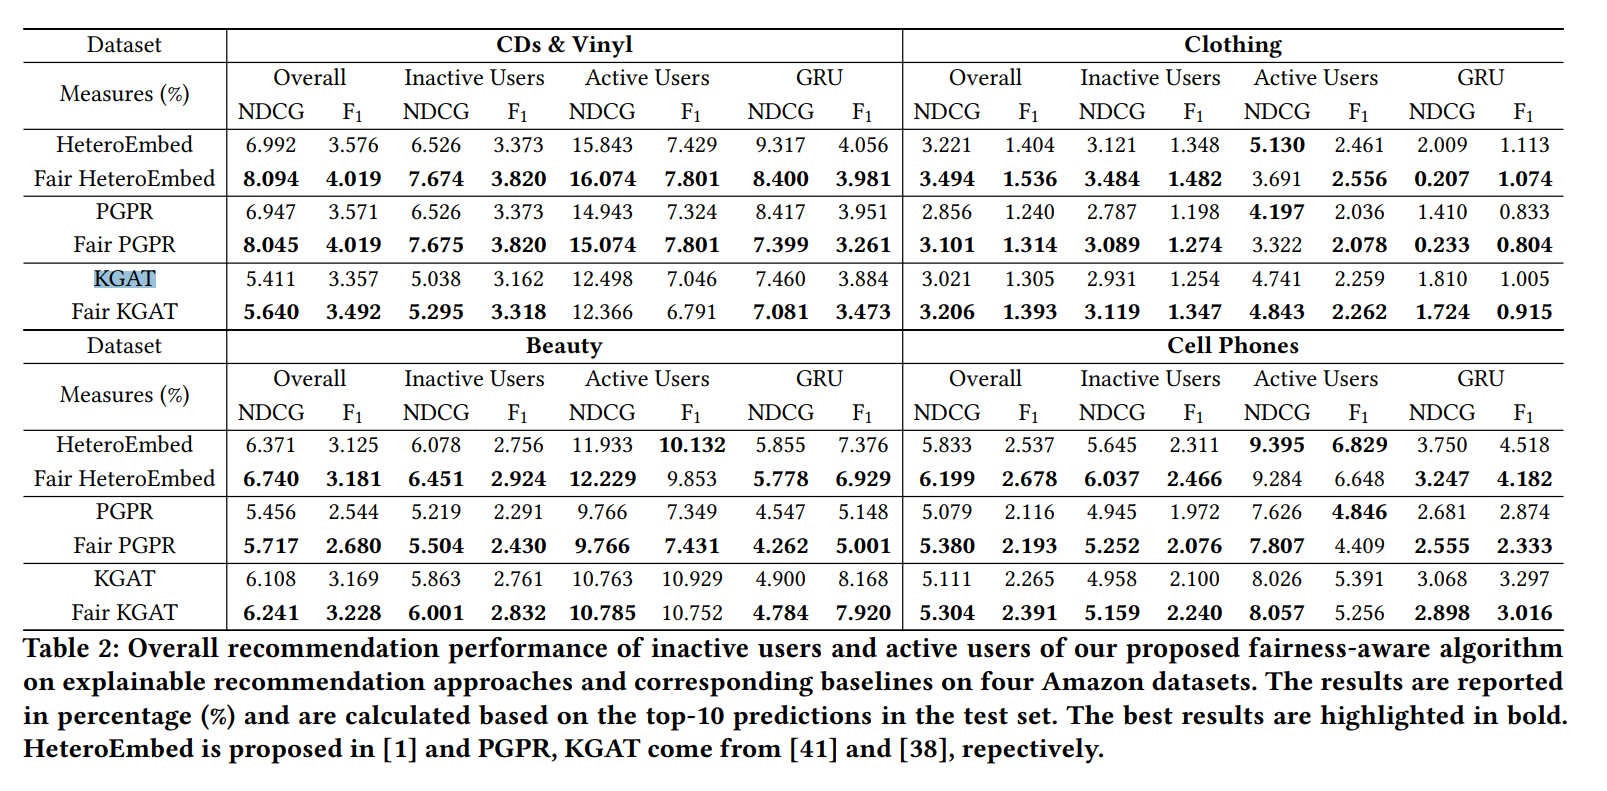 Dataset CDs & Vinyl Clothing
Measures (%) Overall Inactive Users Active Users GRU Overall Inactive Users Active Users GRU
NDCG F1 NDCG F1 NDCG F1 NDCG F1 NDCG F1 NDCG F1 NDCG F1 NDCG F1
HeteroEmbed 6.992 3.576 6.526 3.373 15.843 7.429 9.317 4.056 3.221 1.404 3.121 1.348 5.130 2.461 2.009 1.113
Fair HeteroEmbed 8.094 4.019 7.674 3.820 16.074 7.801 8.400 3.981 3.494 1.536 3.484 1.482 3.691 2.556 0.207 1.074
PGPR 6.947 3.571 6.526 3.373 14.943 7.324 8.417 3.951 2.856 1.240 2.787 1.198 4.197 2.036 1.410 0.833
Fair PGPR 8.045 4.019 7.675 3.820 15.074 7.801 7.399 3.261 3.101 1.314 3.089 1.274 3.322 2.078 0.233 0.804
KGAT 5.411 3.357 5.038 3.162 12.498 7.046 7.460 3.884 3.021 1.305 2.931 1.254 4.741 2.259 1.810 1.005
Fair KGAT 5.640 3.492 5.295 3.318 12.366 6.791 7.081 3.473 3.206 1.393 3.119 1.347 4.843 2.262 1.724 0.915
Dataset Beauty Cell Phones
Measures (%) Overall Inactive Users Active Users GRU Overall Inactive Users Active Users GRU
NDCG F1 NDCG F1 NDCG F1 NDCG F1 NDCG F1 NDCG F1 NDCG F1 NDCG F1
HeteroEmbed 6.371 3.125 6.078 2.756 11.933 10.132 5.855 7.376 5.833 2.537 5.645 2.311 9.395 6.829 3.750 4.518
Fair HeteroEmbed 6.740 3.181 6.451 2.924 12.229 9.853 5.778 6.929 6.199 2.678 6.037 2.466 9.284 6.648 3.247 4.182
PGPR 5.456 2.544 5.219 2.291 9.766 7.349 4.547 5.148 5.079 2.116 4.945 1.972 7.626 4.846 2.681 2.874
Fair PGPR 5.717 2.680 5.504 2.430 9.766 7.431 4.262 5.001 5.380 2.193 5.252 2.076 7.807 4.409 2.555 2.333
KGAT 6.108 3.169 5.863 2.761 10.763 10.929 4.900 8.168 5.111 2.265 4.958 2.100 8.026 5.391 3.068 3.297
Fair KGAT 6.241 3.228 6.001 2.832 10.785 10.752 4.784 7.920 5.304 2.391 5.159 2.240 8.057 5.256 2.898 3.016
Table 2: Overall recommendation performance of inactive users and active users of our proposed fairness-aware algorithm
on explainable recommendation approaches and corresponding baselines on four Amazon datasets. The results are reported
in percentage (%) and are calculated based on the top-10 predictions in the test set. The best results are highlighted in bold.
HeteroEmbed is proposed in [1] and PGPR, KGAT come from [41] and [38], repectively.